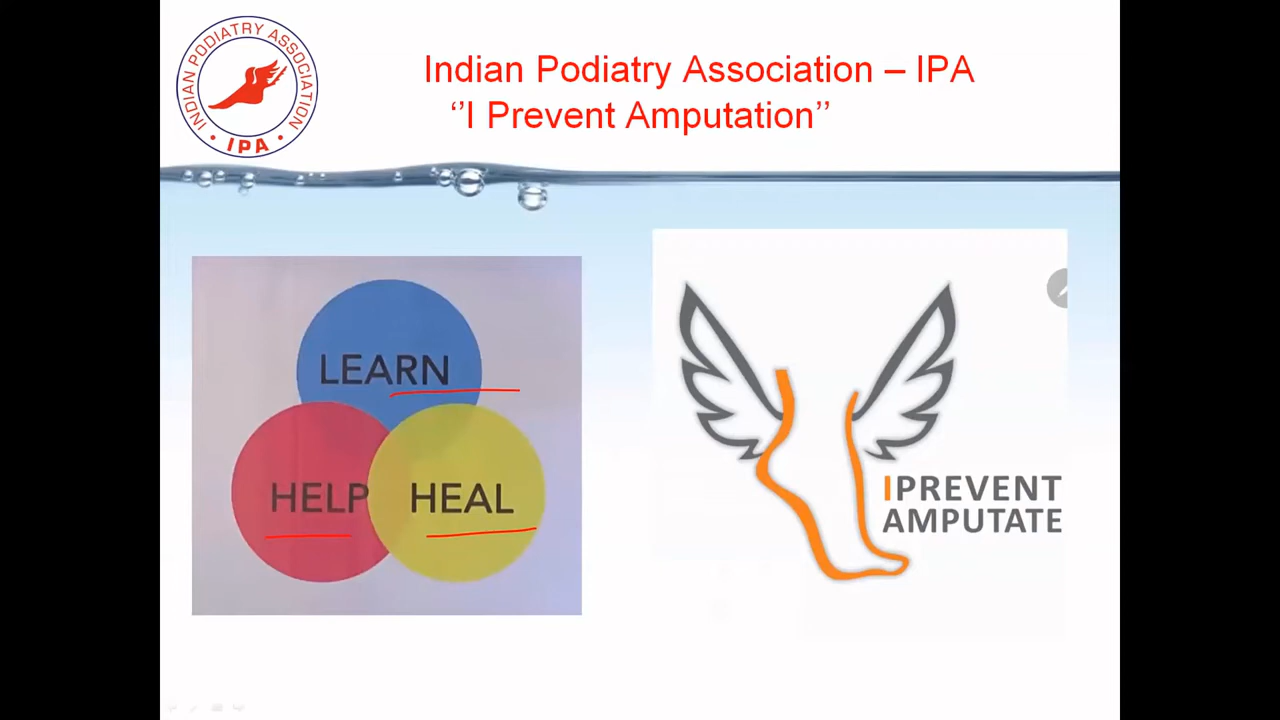 INDIAN PODIATRY ASSOCIATION
• IPA •
Indian Podiatry Association – IPA
‘’I Prevent Amputation’’
LEARN
HELP HEAL
IPREVENT
AMPUTATE